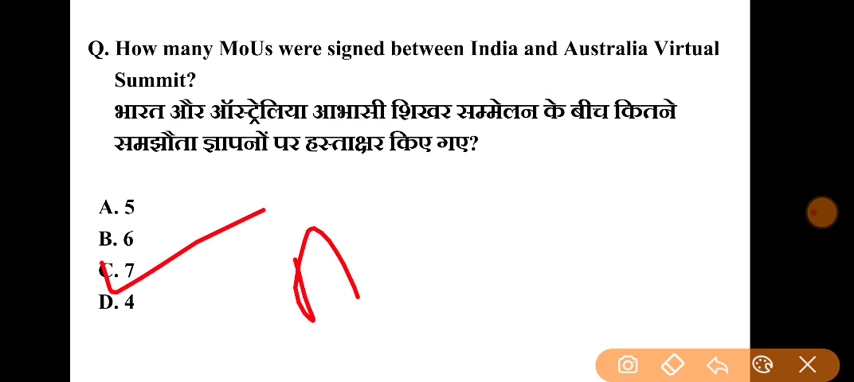 Q. How many MoUs were signed between India and Australia Virtual
Summit?
भारत और ऑस्ट्रेलिया आभासी शिखर सम्मेलन के बीच कितने
समझौता ज्ञापनों पर हस्ताक्षर किए गए?
A. 5
B. 6
C. 7
D. 4